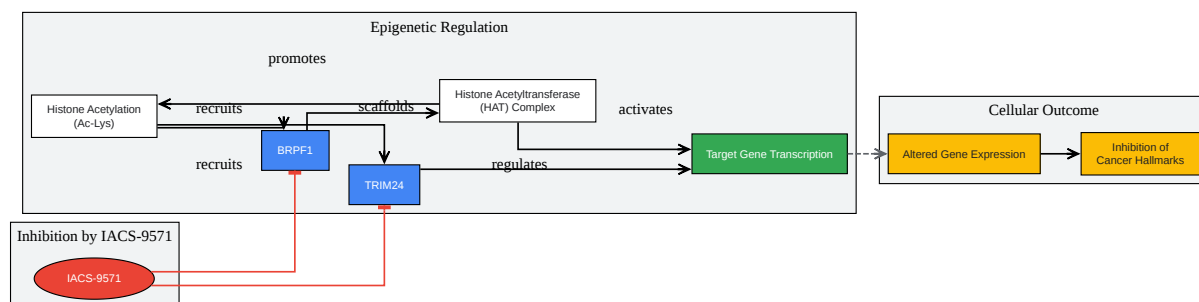 Epigenetic Regulation
promotes
Histone Acetylation
(Ac-Lys)
recruits
scaffolds
Histone Acetyltransferase
(HAT) Complex
activates
BRPF1
recruits
TRIM24
regulates
Target Gene Transcription
Cellular Outcome
Altered Gene Expression
Inhibition of
Cancer Hallmarks
Inhibition by IACS-9571
IACS-9571